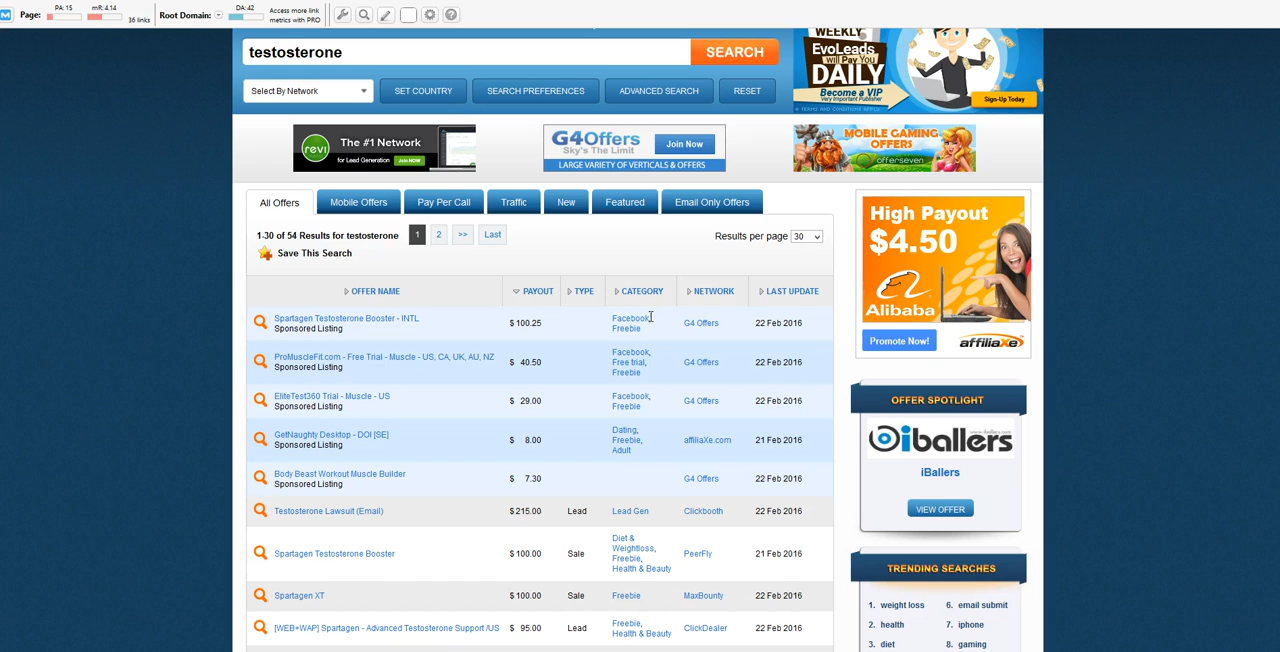 Page:
PA: 15
mR: 4.14
36 links
Root Domain:
DA: 42
Access more link
metrics with PRO
testosterone
SEARCH
Select By Network
SET COUNTRY
SEARCH PREFERENCES
ADVANCED SEARCH
RESET
WEEKLY
EvoLeads
will Pay You
DAILY
Become a VIP
Very Important Publisher
* TERMS AND CONDITIONS APPLY
Sign-Up Today
revi
The #1 Network
for Lead Generation
Join NOW
G4Offers
Sky's The Limit
Join Now
LARGE VARIETY OF VERTICALS & OFFERS
MOBILE GAMING
OFFERS
offerseven
All Offers
Mobile Offers
Pay Per Call
Traffic
New
Featured
Email Only Offers
1-30 of 54 Results for testosterone
1
2
>>
Last
Results per page
30
Save This Search
OFFER NAME
PAYOUT
TYPE
CATEGORY
NETWORK
LAST UPDATE
Spartagen Testosterone Booster - INTL
Sponsored Listing
$ 100.25
Facebook,
Freebie
G4 Offers
22 Feb 2016
ProMuscleFit.com - Free Trial - Muscle - US, CA, UK, AU, NZ
Sponsored Listing
$ 40.50
Facebook,
Free trial,
Freebie
G4 Offers
22 Feb 2016
EliteTest360 Trial - Muscle - US
Sponsored Listing
$ 29.00
Facebook,
Freebie
G4 Offers
22 Feb 2016
GetNaughty Desktop - DOI [SE]
Sponsored Listing
$ 8.00
Dating,
Freebie,
Adult
affiliaXe.com
21 Feb 2016
Body Beast Workout Muscle Builder
Sponsored Listing
$ 7.30
G4 Offers
22 Feb 2016
Testosterone Lawsuit (Email)
$ 215.00
Lead
Lead Gen
Clickbooth
22 Feb 2016
Spartagen Testosterone Booster
$ 100.00
Sale
Diet &
Weightloss,
Freebie,
Health & Beauty
PeerFly
21 Feb 2016
Spartagen XT
$ 100.00
Sale
Freebie
MaxBounty
22 Feb 2016
[WEB+WAP] Spartagen - Advanced Testosterone Support /US
$ 95.00
Lead
Freebie,
Health & Beauty
ClickDealer
22 Feb 2016
High Payout
$4.50
Alibaba
Promote Now!
affiliaXe
OFFER SPOTLIGHT
iballers
www.iballers.com
iBallers
VIEW OFFER
TRENDING SEARCHES
1. weight loss
6. email submit
2. health
7. iphone
3. diet
8. gaming